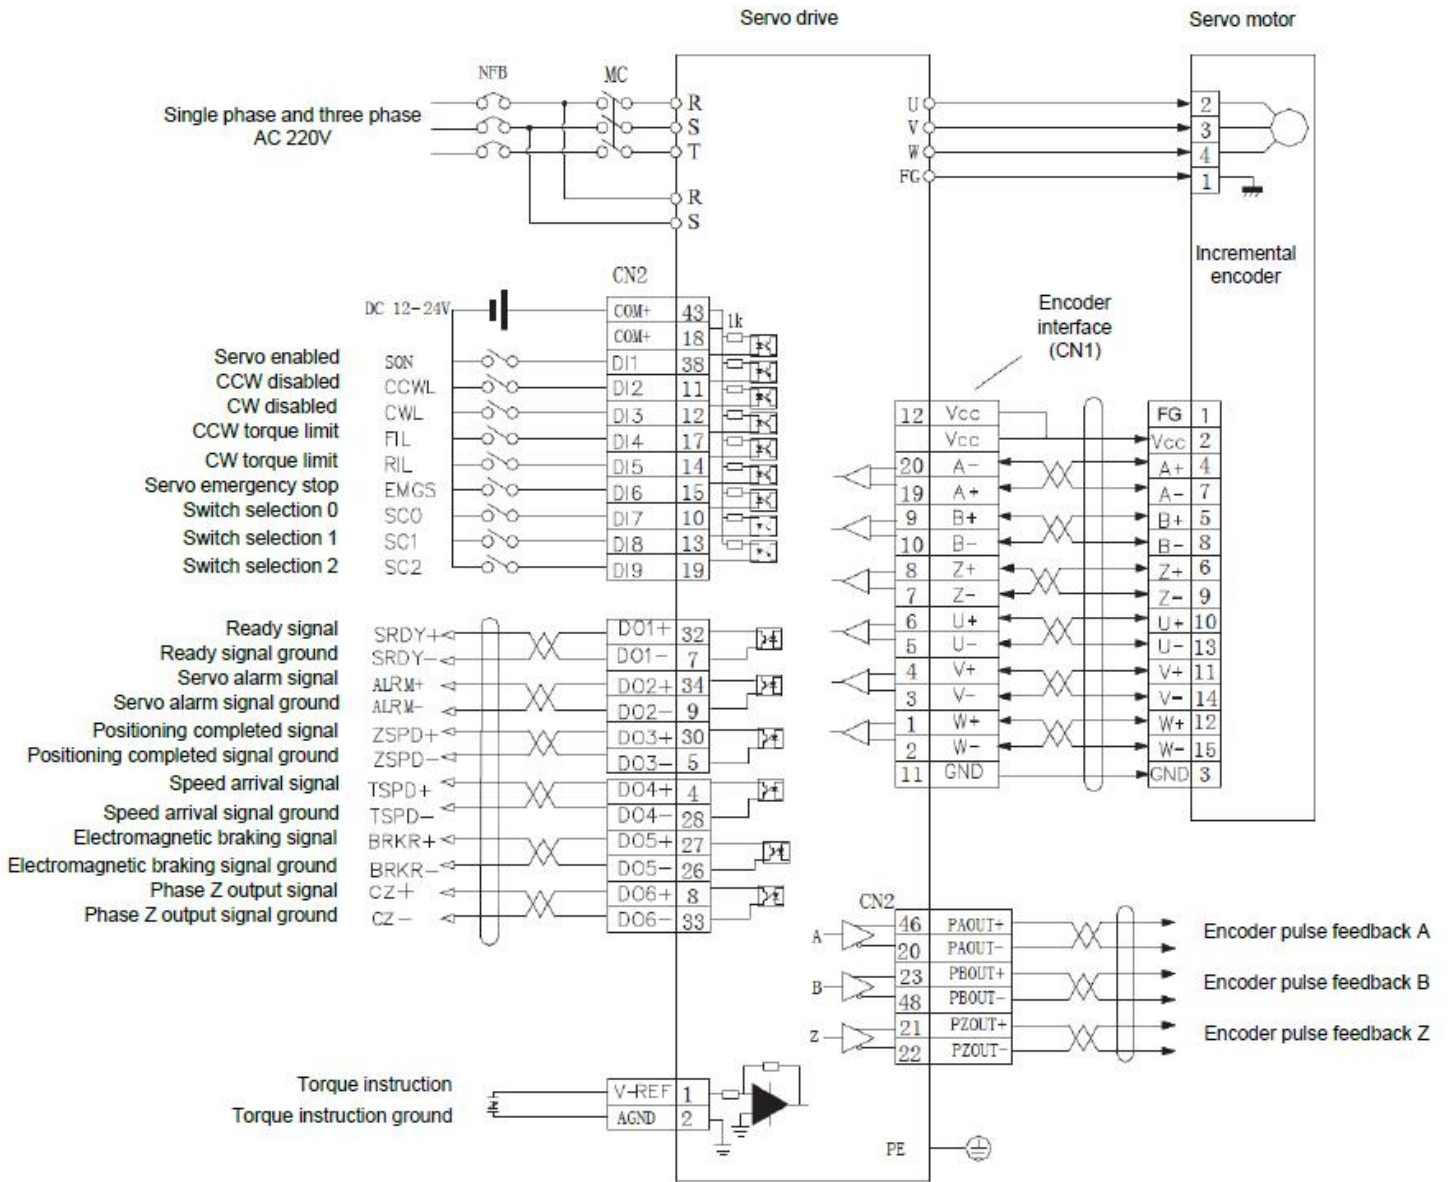 Servo drive
Servo motor
NFB
MC
Single phase and three phase
AC 220V
R
S
T
R
S
U
V
W
FG
2
3
4
1
Incremental
encoder
CN2
DC 12-24V
COM+ 43
1k
COM+ 18
Servo enabled SON DI1 38
CCW disabled CCWL DI2 11
CW disabled CWL DI3 12
CCW torque limit FIL DI4 17
CW torque limit RIL DI5 14
Servo emergency stop EMGS DI6 15
Switch selection 0 SC0 DI7 10
Switch selection 1 SC1 DI8 13
Switch selection 2 SC2 DI9 19
Encoder
interface
(CN1)
12 Vcc FG 1
Vcc Vcc 2
20 A- A+ 4
19 A+ A- 7
9 B+ B+ 5
10 B- B- 8
8 Z+ Z+ 6
7 Z- Z- 9
6 U+ U+ 10
5 U- U- 13
4 V+ V+ 11
3 V- V- 14
1 W+ W+ 12
2 W- W- 15
11 GND GND 3
Ready signal SRDY+ DO1+ 32
Ready signal ground SRDY- DO1- 7
Servo alarm signal ALRM+ DO2+ 34
Servo alarm signal ground ALRM- DO2- 9
Positioning completed signal ZSPD+ DO3+ 30
Positioning completed signal ground ZSPD- DO3- 5
Speed arrival signal TSPD+ DO4+ 4
Speed arrival signal ground TSPD- DO4- 28
Electromagnetic braking signal BRKR+ DO5+ 27
Electromagnetic braking signal ground BRKR- DO5- 26
Phase Z output signal CZ+ DO6+ 8
Phase Z output signal ground CZ- DO6- 33
CN2
A
46 PAOUT+
20 PAOUT-
Encoder pulse feedback A
B
23 PBOUT+
48 PBOUT-
Encoder pulse feedback B
Z
21 PZOUT+
22 PZOUT-
Encoder pulse feedback Z
Torque instruction V-REF 1
Torque instruction ground AGND 2
PE